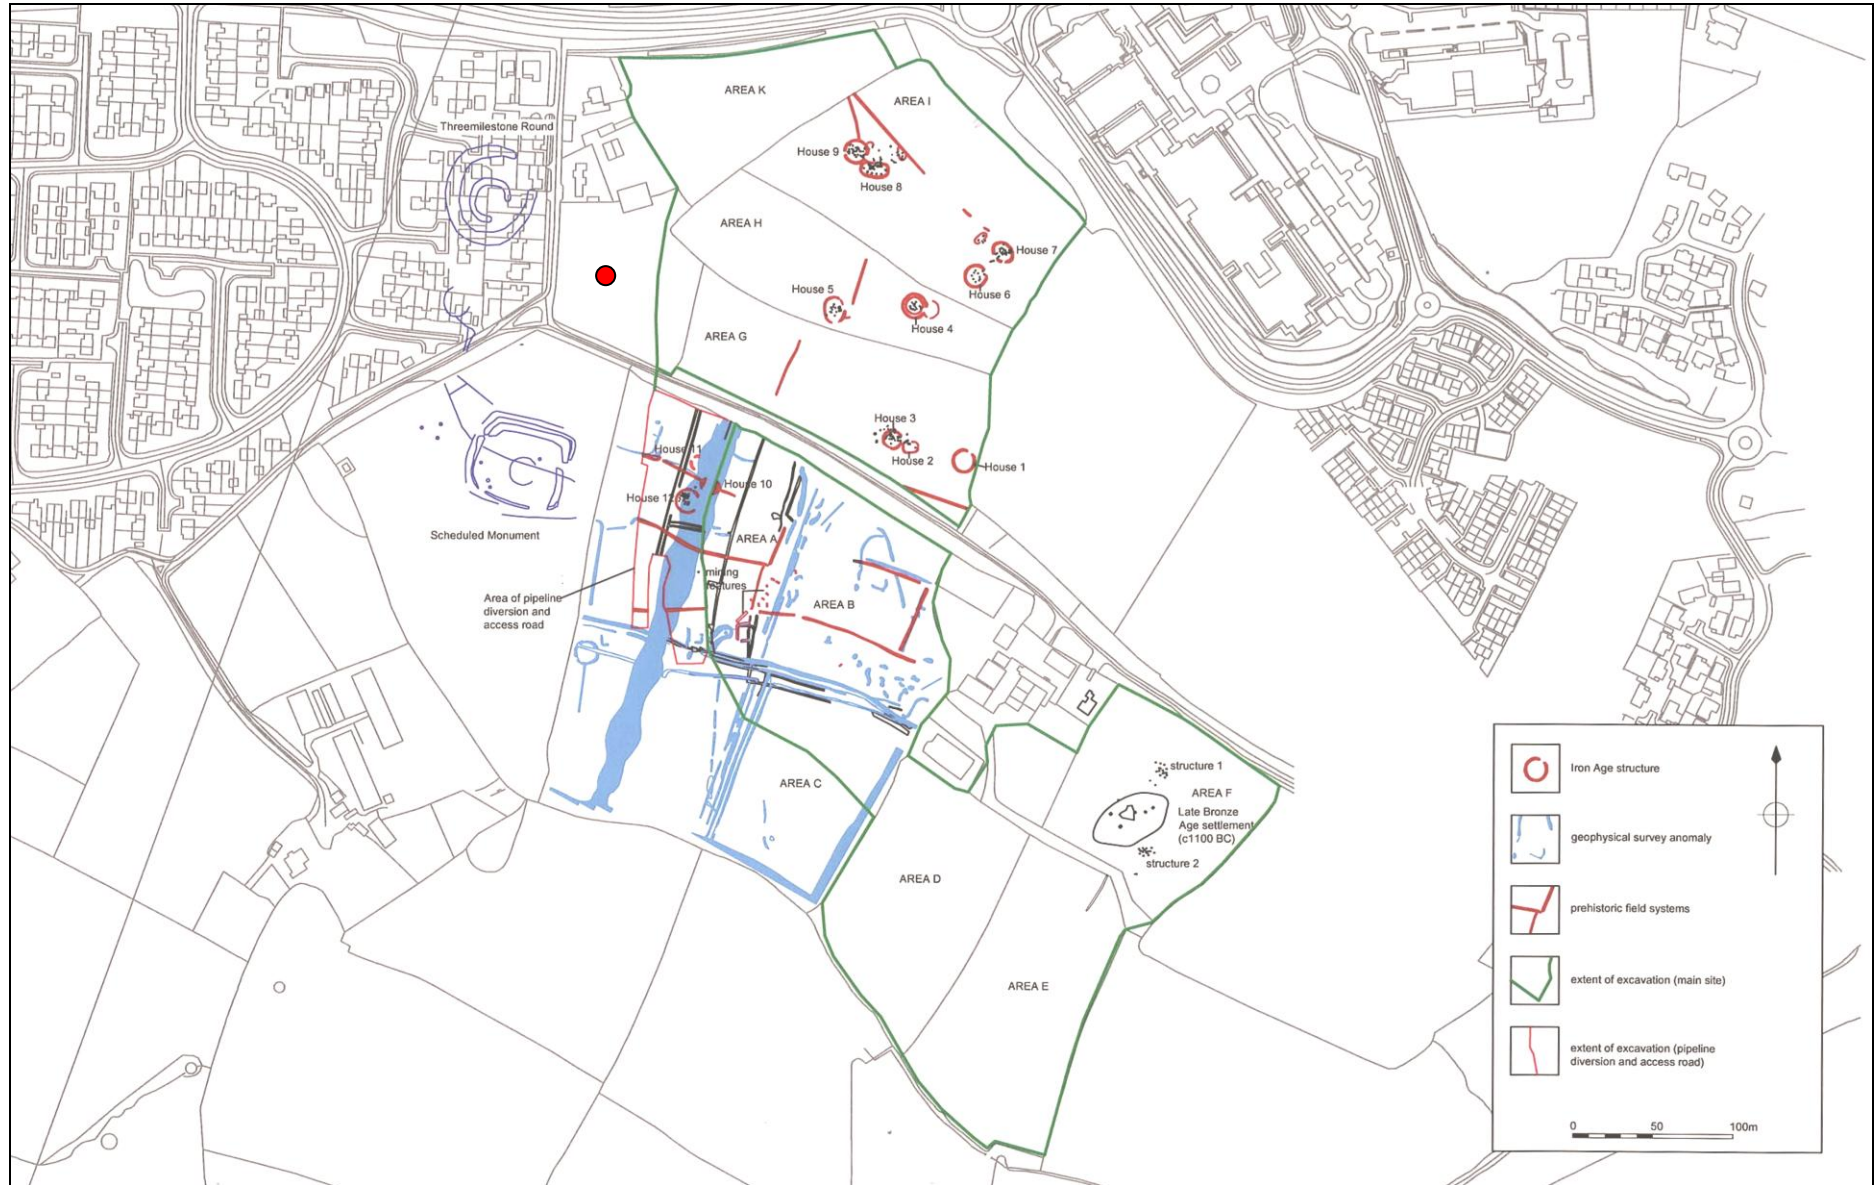 AREA K
AREA I
Threemilestone Round
House 9
House 8
AREA H
House 7
House 6
House 5
House 4
AREA G
House 3
House 2
House 1
House 11
House 10
House 12
Scheduled Monument
AREA A
mining
features
Area of pipeline
diversion and
access road
AREA B
AREA C
structure 1
AREA F
Late Bronze
Age settlement
(c1100 BC)
structure 2
AREA D
AREA E
Iron Age structure
geophysical survey anomaly
prehistoric field systems
extent of excavation (main site)
extent of excavation (pipeline
diversion and access road)
0 50 100m